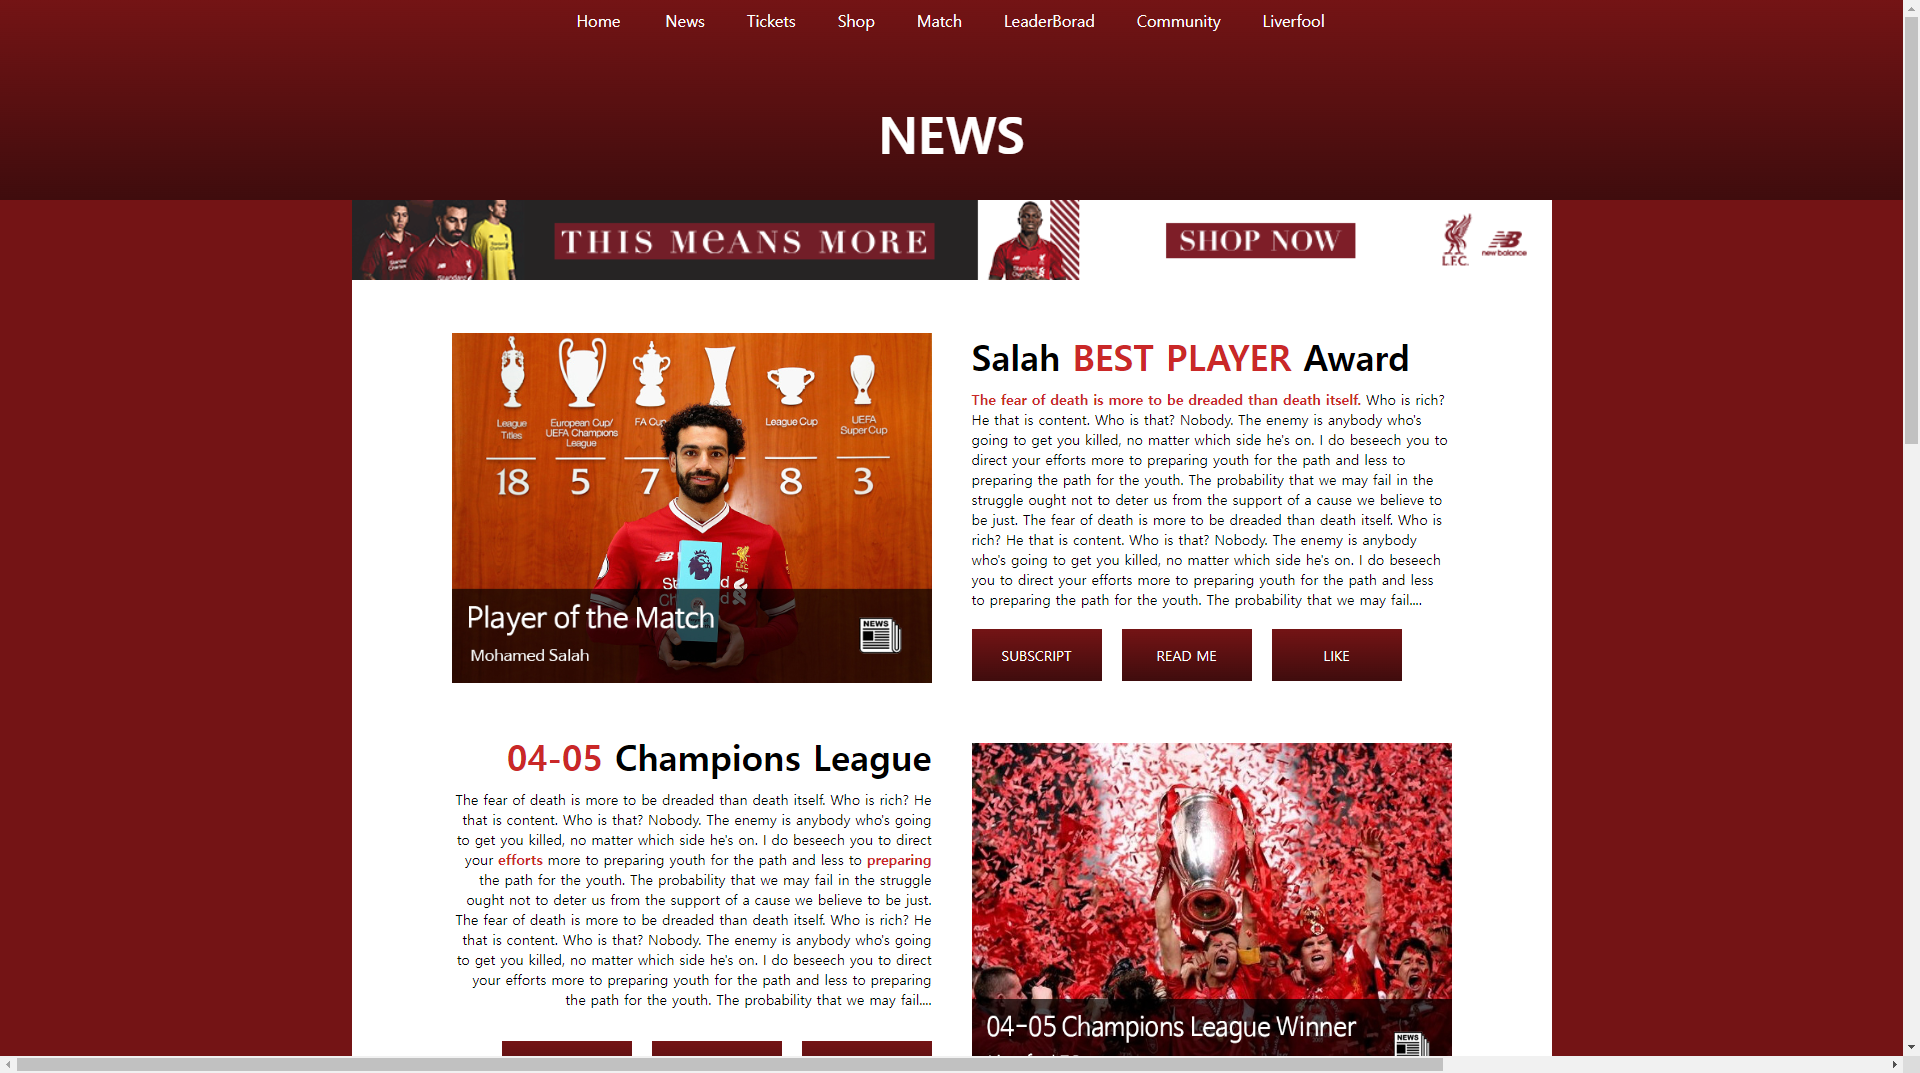 Home News Tickets Shop Match LeaderBorad Community Liverfool
NEWS
THIS MeANS MORE
SHOP NOW
L.F.C.
new balance
League Titles
European Cup/ UEFA Champions League
FA Cup
League Cup
UEFA Super Cup
18 5 7 8 3
Player of the Match
Mohamed Salah
NEWS
Salah BEST PLAYER Award
The fear of death is more to be dreaded than death itself. Who is rich?
He that is content. Who is that? Nobody. The enemy is anybody who's
going to get you killed, no matter which side he's on. I do beseech you to
direct your efforts more to preparing youth for the path and less to
preparing the path for the youth. The probability that we may fail in the
struggle ought not to deter us from the support of a cause we believe to
be just. The fear of death is more to be dreaded than death itself. Who is
rich? He that is content. Who is that? Nobody. The enemy is anybody
who's going to get you killed, no matter which side he's on. I do beseech
you to direct your efforts more to preparing youth for the path and less
to preparing the path for the youth. The probability that we may fail....
SUBSCRIPT
READ ME
LIKE
04-05 Champions League
The fear of death is more to be dreaded than death itself. Who is rich? He
that is content. Who is that? Nobody. The enemy is anybody who's going
to get you killed, no matter which side he's on. I do beseech you to direct
your efforts more to preparing youth for the path and less to preparing
the path for the youth. The probability that we may fail in the struggle
ought not to deter us from the support of a cause we believe to be just.
The fear of death is more to be dreaded than death itself. Who is rich? He
that is content. Who is that? Nobody. The enemy is anybody who's going
to get you killed, no matter which side he's on. I do beseech you to direct
your efforts more to preparing youth for the path and less to preparing
the path for the youth. The probability that we may fail....
04-05 Champions League Winner
NEWS